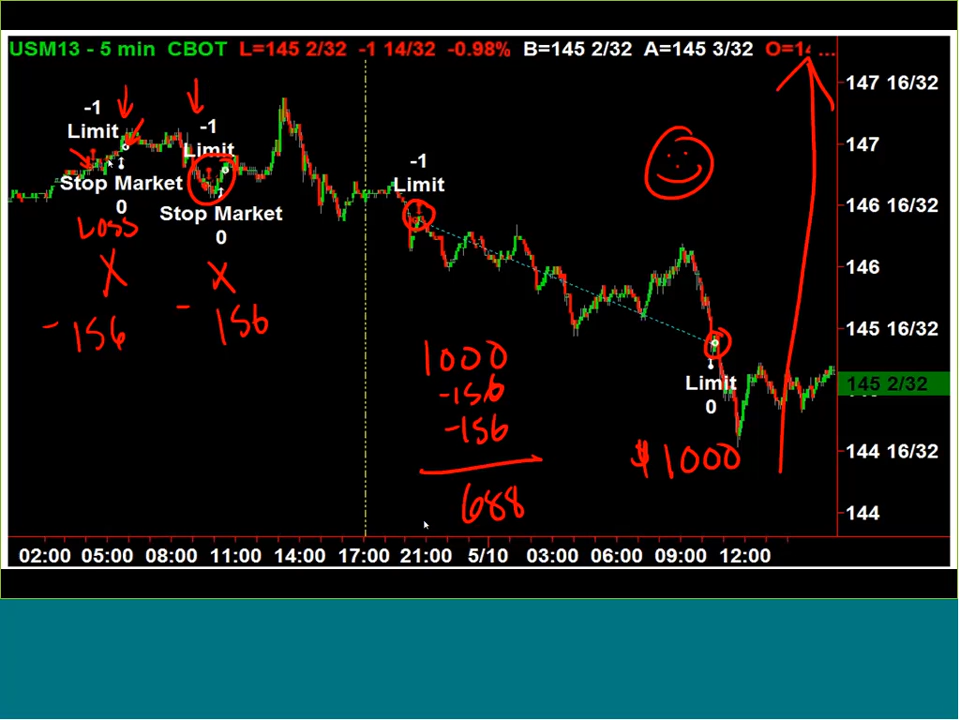 USM13 - 5 min CBOT L=145 2/32 -1 14/32 -0.98% B=145 2/32 A=145 3/32 O=14 ...
147 16/32
-1
Limit
Stop Market
0
-1
Limit
Stop Market
0
-1
Limit
147
146 16/32
146
145 16/32
145 2/32
144 16/32
144
Loss
X
-156
X
-156
1000
-156
-156
688
Limit
0
$1000
02:00 05:00 08:00 11:00 14:00 17:00 21:00 5/10 03:00 06:00 09:00 12:00